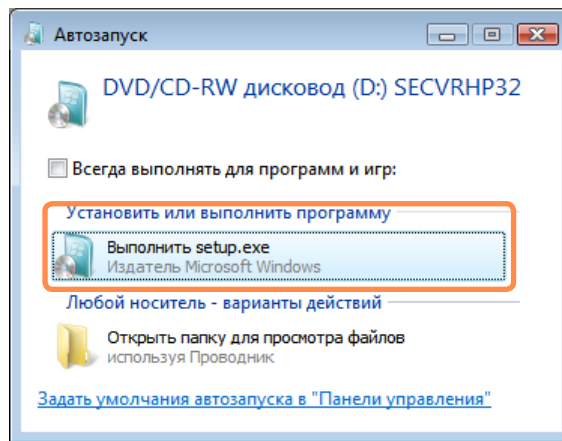 Автозапуск
DVD/CD-RW дисковод (D:) SECVRHP32
Всегда выполнять для программ и игр:
Установить или выполнить программу
Выполнить setup.exe
Издатель Microsoft Windows
Любой носитель - варианты действий
Открыть папку для просмотра файлов
используя Проводник
Задать умолчания автозапуска в "Панели управления"